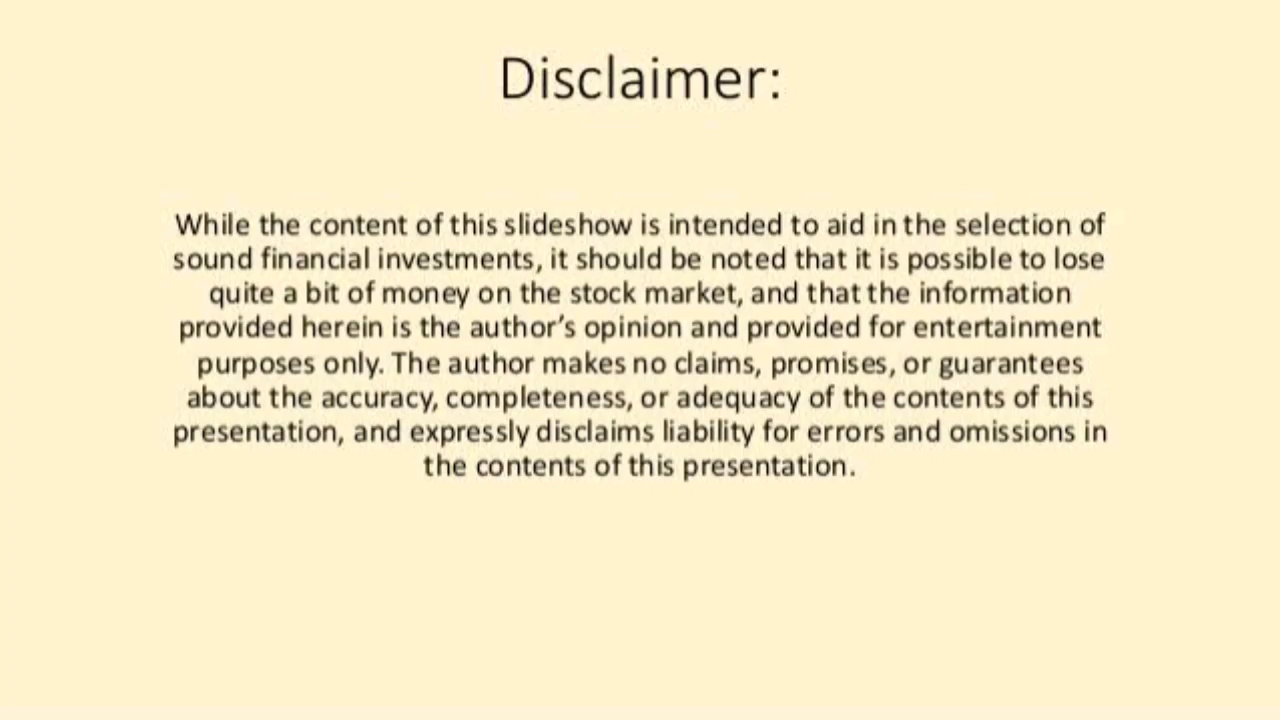 Disclaimer:
While the content of this slideshow is intended to aid in the selection of
sound financial investments, it should be noted that it is possible to lose
quite a bit of money on the stock market, and that the information
provided herein is the author’s opinion and provided for entertainment
purposes only. The author makes no claims, promises, or guarantees
about the accuracy, completeness, or adequacy of the contents of this
presentation, and expressly disclaims liability for errors and omissions in
the contents of this presentation.